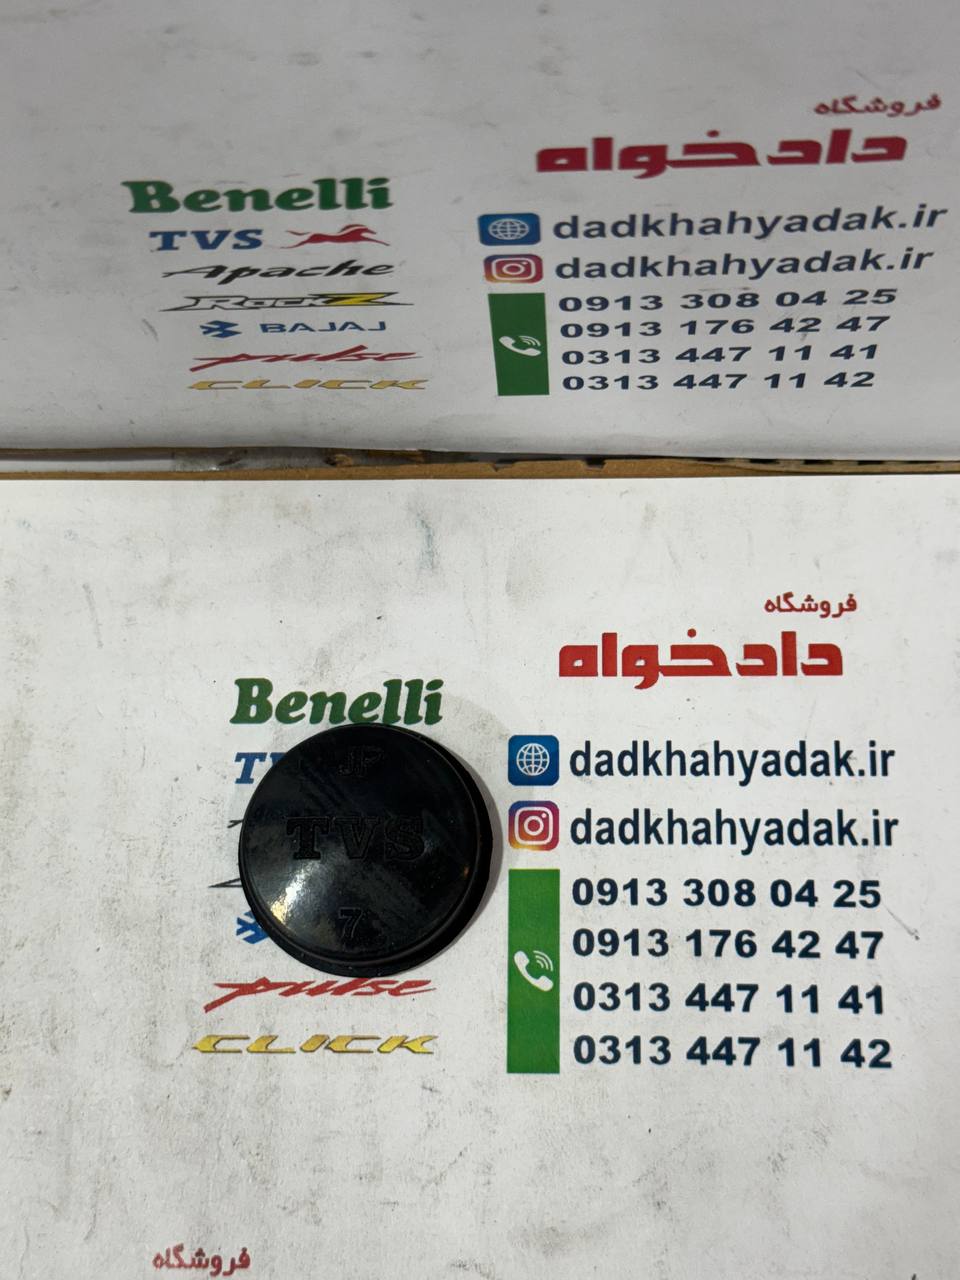 فروشگاه
دادخواه
Benelli
TVS
Apache
RockZ
BAJAJ
pulse
CLICK
dadkhahyadak.ir
dadkhahyadak.ir
0913 308 04 25
0913 176 42 47
0313 447 11 41
0313 447 11 42
فروشگاه
دادخواه
Benelli
JP
TVS
7
pulse
CLICK
dadkhahyadak.ir
dadkhahyadak.ir
0913 308 04 25
0913 176 42 47
0313 447 11 41
0313 447 11 42
فروشگاه